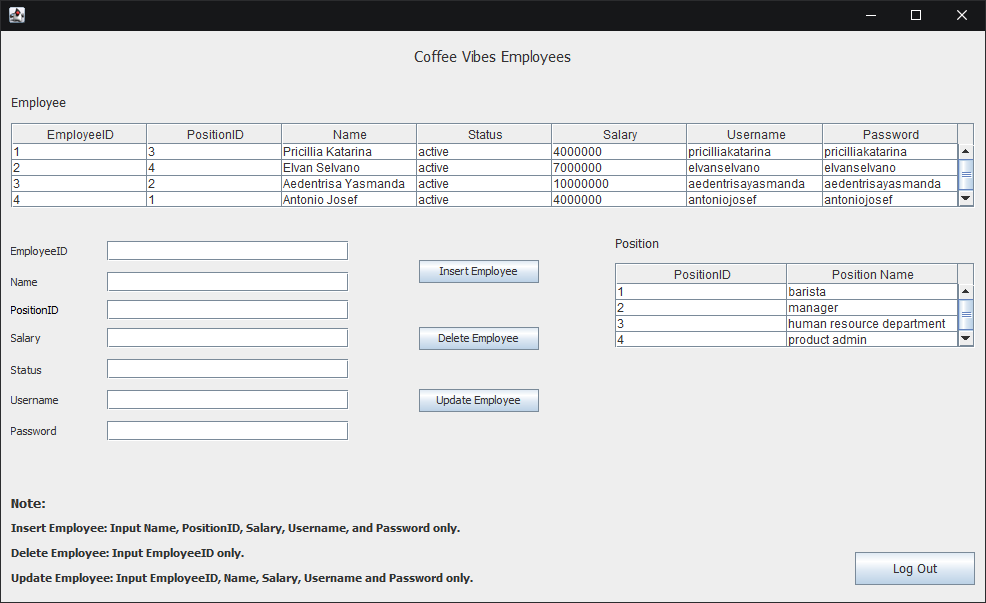 Coffee Vibes Employees
Employee
EmployeeID PositionID Name Status Salary Username Password
1 3 Pricillia Katarina active 4000000 pricilliakatarina pricilliakatarina
2 4 Elvan Selvano active 7000000 elvanselvano elvanselvano
3 2 Aedentrisa Yasmanda active 10000000 aedentrisayasmanda aedentrisayasmanda
4 1 Antonio Josef active 4000000 antoniojosef antoniojosef
EmployeeID
Name
PositionID
Salary
Status
Username
Password
Insert Employee
Delete Employee
Update Employee
Position
PositionID Position Name
1 barista
2 manager
3 human resource department
4 product admin
Note:
Insert Employee: Input Name, PositionID, Salary, Username, and Password only.
Delete Employee: Input EmployeeID only.
Update Employee: Input EmployeeID, Name, Salary, Username and Password only.
Log Out